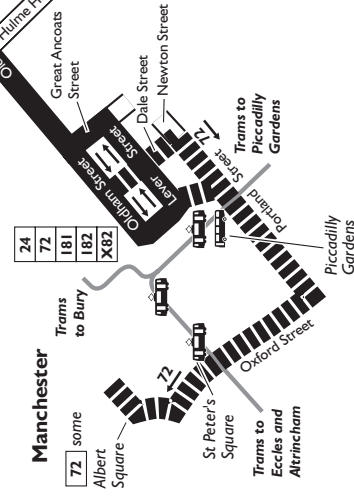 Manchester
72 some
Albert
Square
Trams
to Bury
24
72
181
182
X82
Great Ancoats
Street
Hulme H
Ol
Dale Street
Newton Street
Oldham Street
Street
Lever
72
Trams to
Piccadilly
Gardens
Street
Portland
Piccadilly
Gardens
72
Oxford Street
St Peter's
Square
Trams to
Eccles and
Altrincham